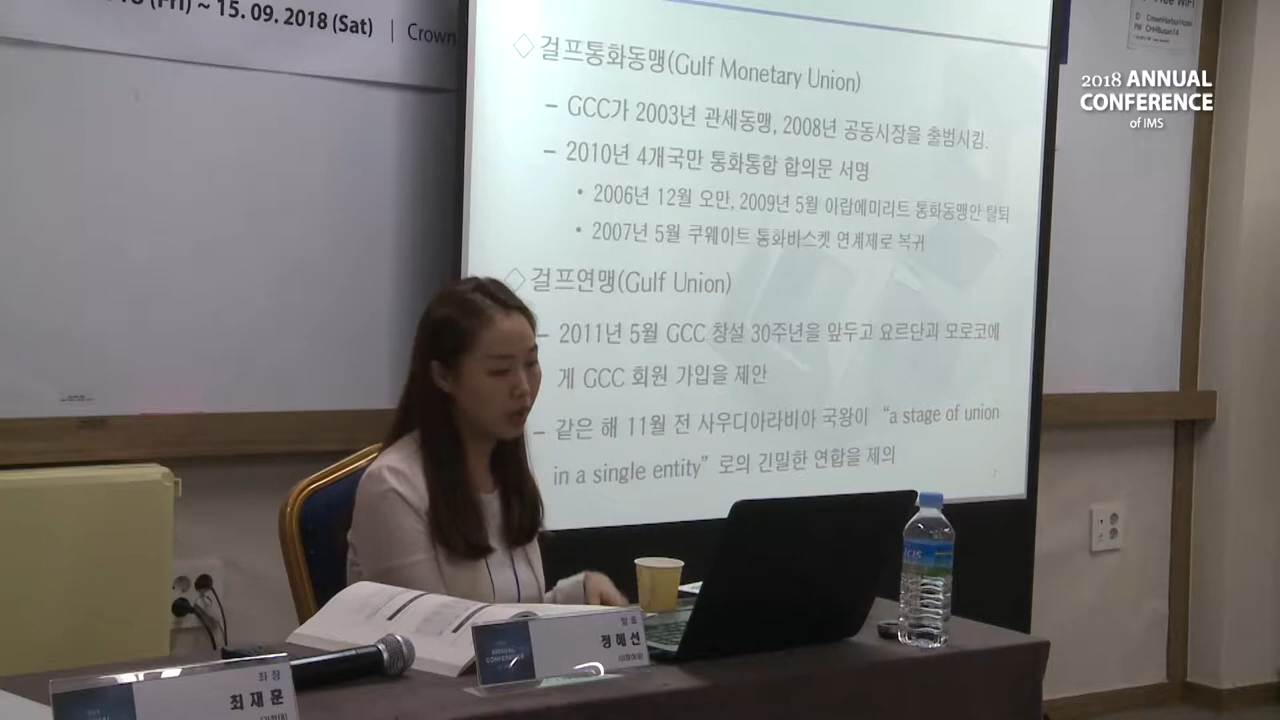 (Fri) ~ 15. 09. 2018 (Sat) | Crown
2018 ANNUAL
CONFERENCE
of IMS
◇ 걸프통화동맹(Gulf Monetary Union)
– GCC가 2003년 관세동맹, 2008년 공동시장을 출범시킴.
– 2010년 4개국만 통화통합 합의문 서명
• 2006년 12월 오만, 2009년 5월 아랍에미리트 통화동맹안 탈퇴
• 2007년 5월 쿠웨이트 통화바스켓 연계제로 복귀
◇ 걸프연맹(Gulf Union)
– 2011년 5월 GCC 창설 30주년을 앞두고 요르단과 모로코에
게 GCC 회원 가입을 제안
– 같은 해 11월 전 사우디아라비아 국왕이 “a stage of union
in a single entity” 로의 긴밀한 연합을 제의
7
발 표
정 혜 선
ANNUAL
CONFERENCE
좌 장
최 재 훈